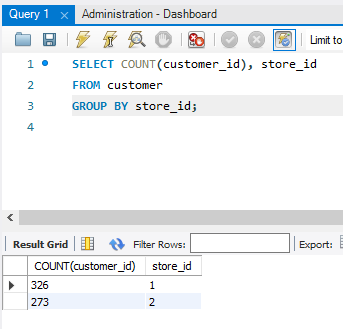 Query 1 × Administration - Dashboard
Limit to
1 SELECT COUNT(customer_id), store_id
2 FROM customer
3 GROUP BY store_id;
4
Result Grid Filter Rows: Export:
COUNT(customer_id) store_id
326 1
273 2